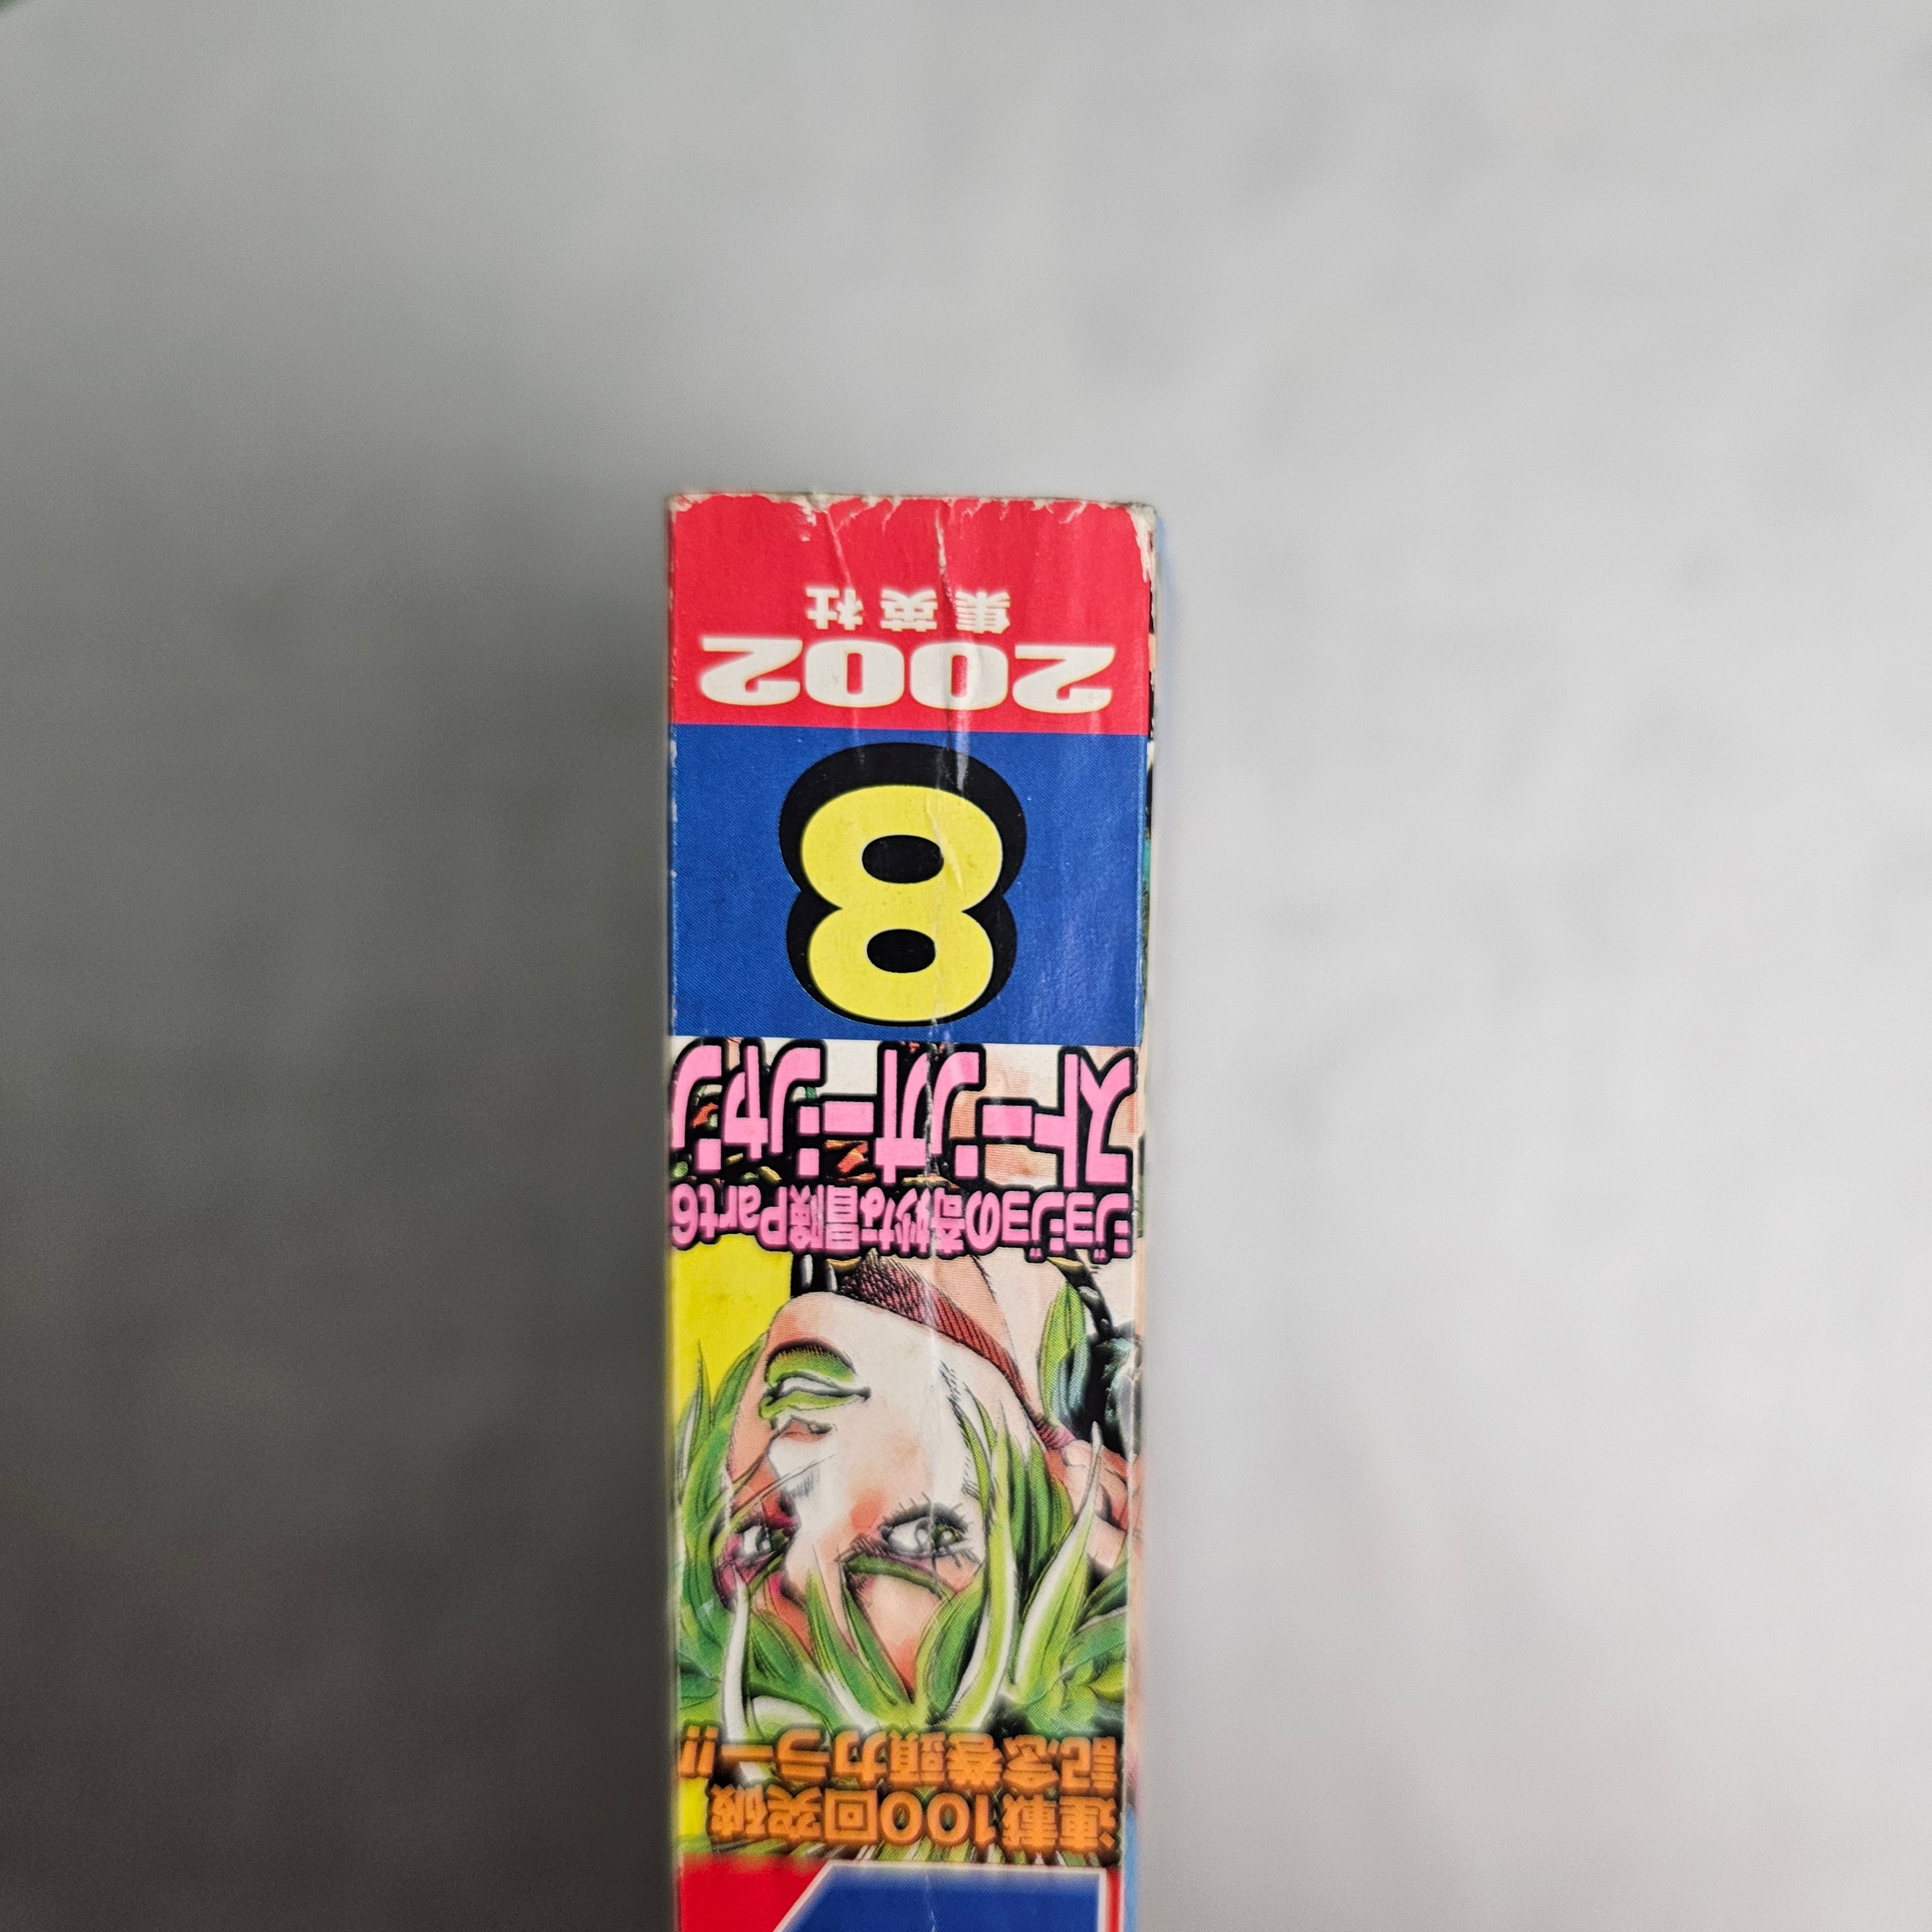 連載100回突破
記念巻頭カラー!!
ジョジョの奇妙な冒険Part6
ストーンオーシャン
8
2002
集英社